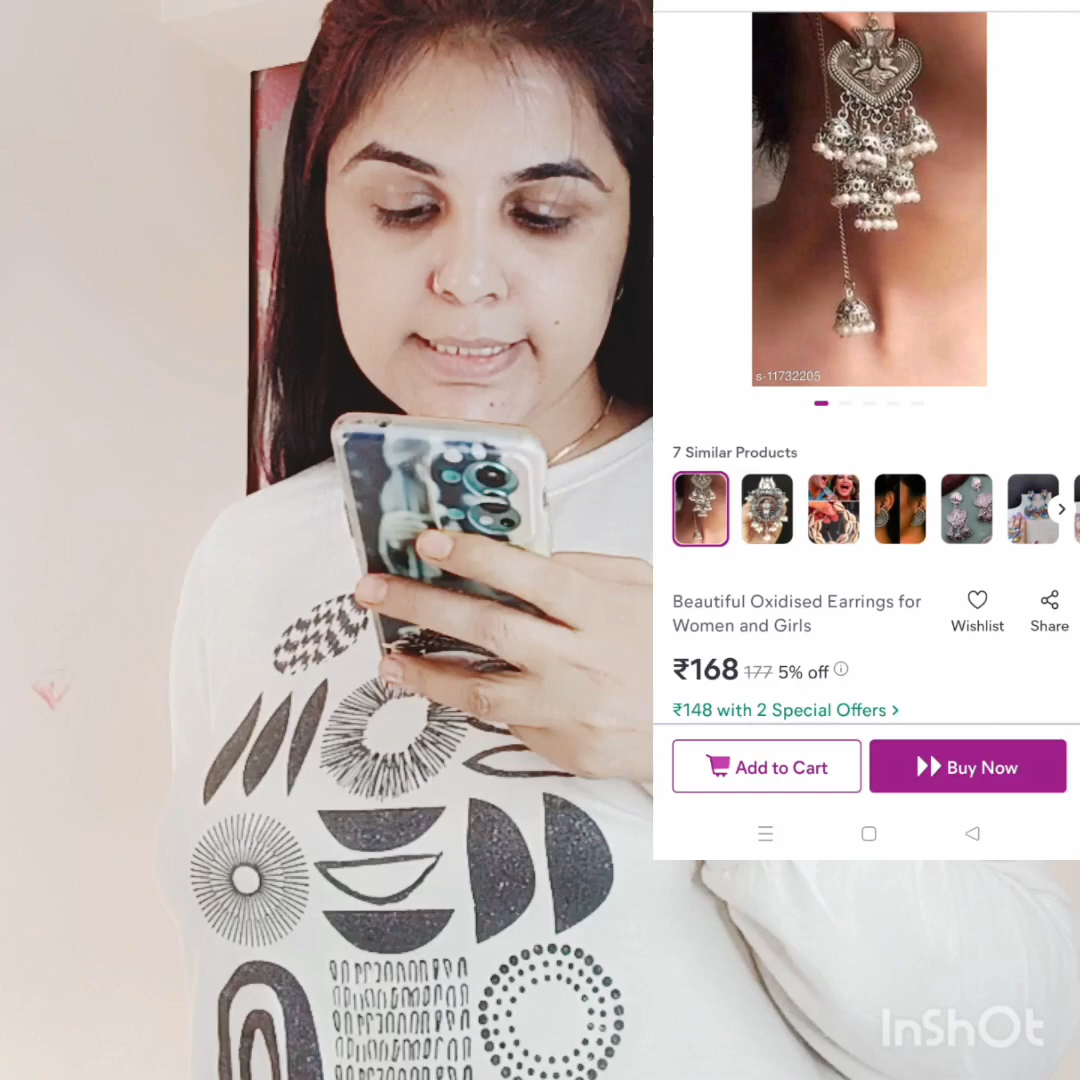 s-11732205
7 Similar Products
Beautiful Oxidised Earrings for
Women and Girls
Wishlist
Share
₹168 177 5% off
₹148 with 2 Special Offers >
Add to Cart
Buy Now
InShOt